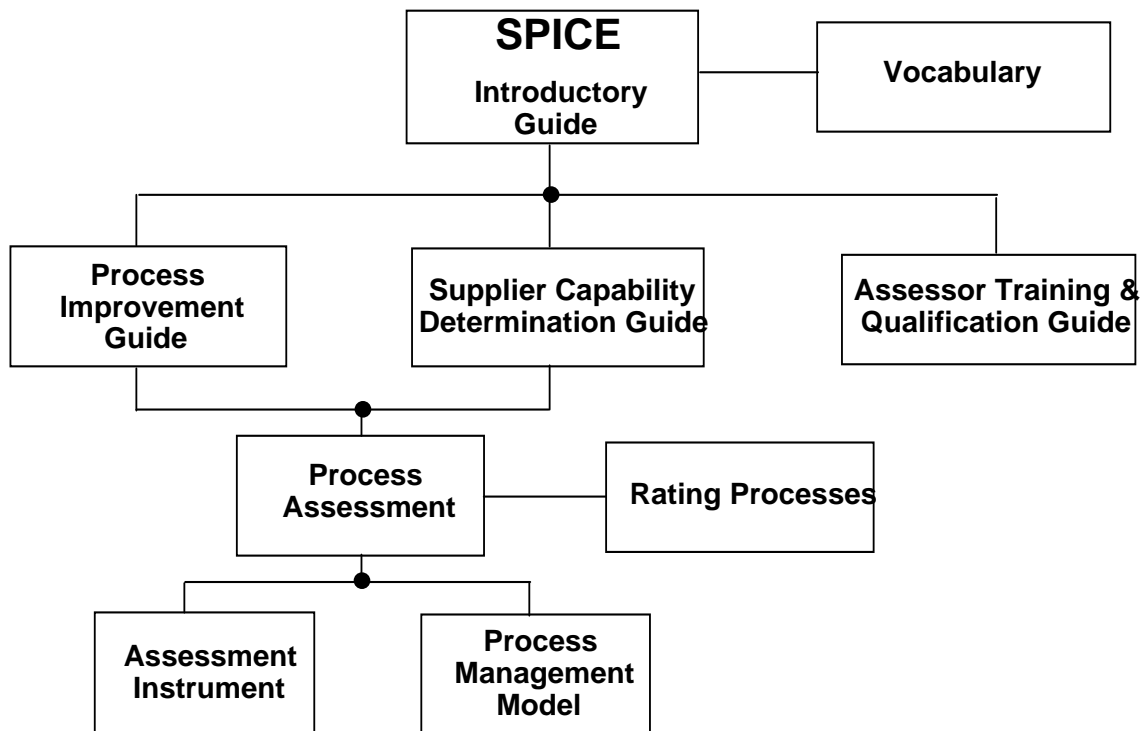 SPICE
Introductory
Guide
Vocabulary
Process
Improvement
Guide
Supplier Capability
Determination Guide
Assessor Training &
Qualification Guide
Process
Assessment
Rating Processes
Assessment
Instrument
Process
Management
Model